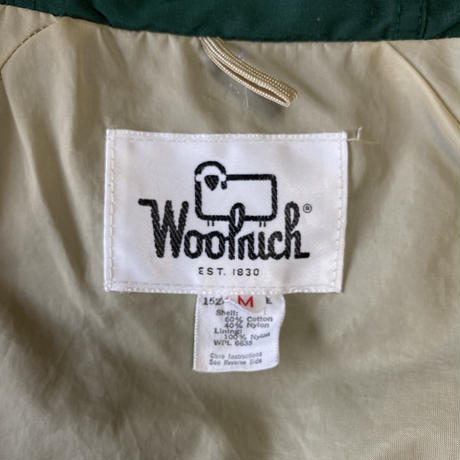 Woolrich®
EST. 1830
M
Shell:
60% Cotton
40% Nylon
Lining:
100% Nylon
WPL 6635
Care Instructions
See Reverse Side